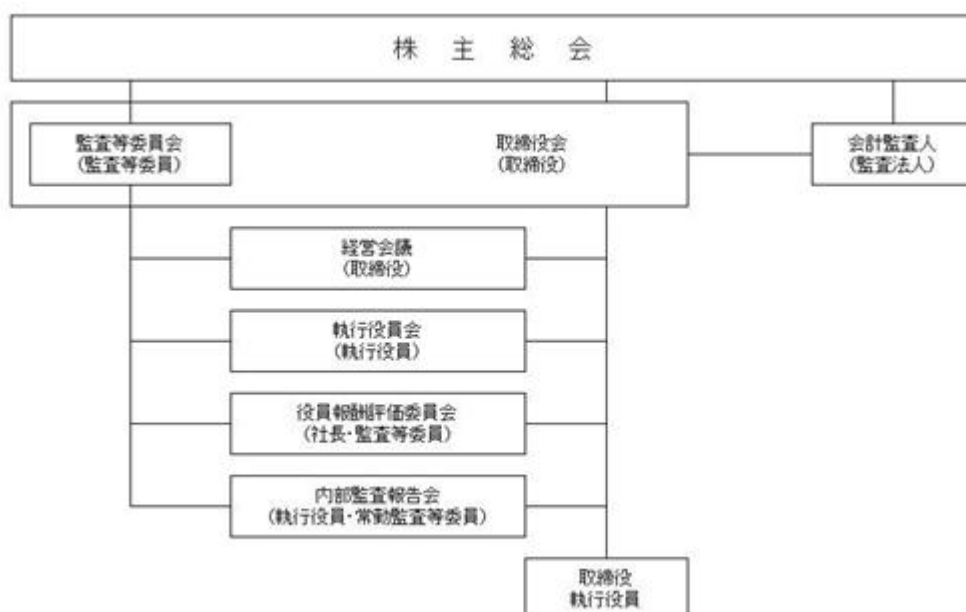 株主総会
監査等委員会
(監査等委員)
取締役会
(取締役)
会計監査人
(監査法人)
経営会議
(取締役)
執行役員会
(執行役員)
役員報酬評価委員会
(社長・監査等委員)
内部監査報告会
(執行役員・常勤監査等委員)
取締役
執行役員